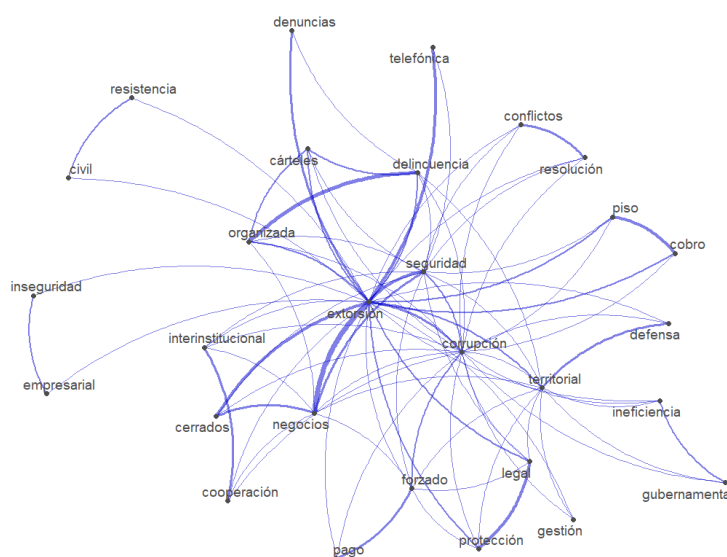 denuncias
telefónica
resistencia
conflictos
cárteles
delincuencia
civil
resolución
piso
organizada
cobro
seguridad
inseguridad
extorsión
interinstitucional
defensa
corrupción
territorial
empresarial
ineficiencia
cerrados
negocios
legal
forzado
cooperación
gubernamental
gestión
protección
pago